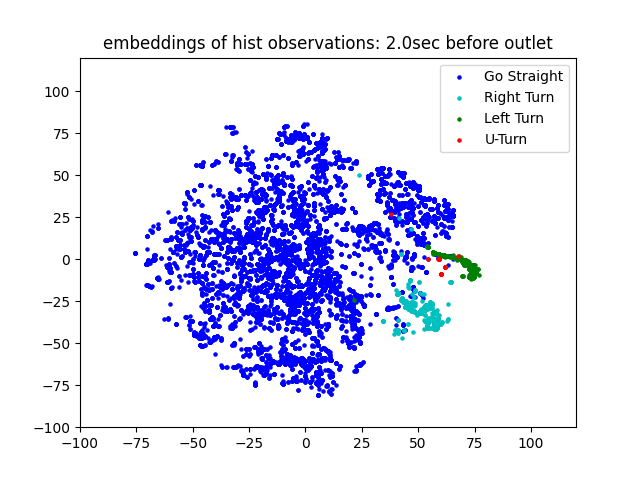 embeddings of hist observations: 2.0sec before outlet
Go Straight
Right Turn
Left Turn
U-Turn
100
75
50
25
0
−25
−50
−75
−100
−100 −75 −50 −25 0 25 50 75 100